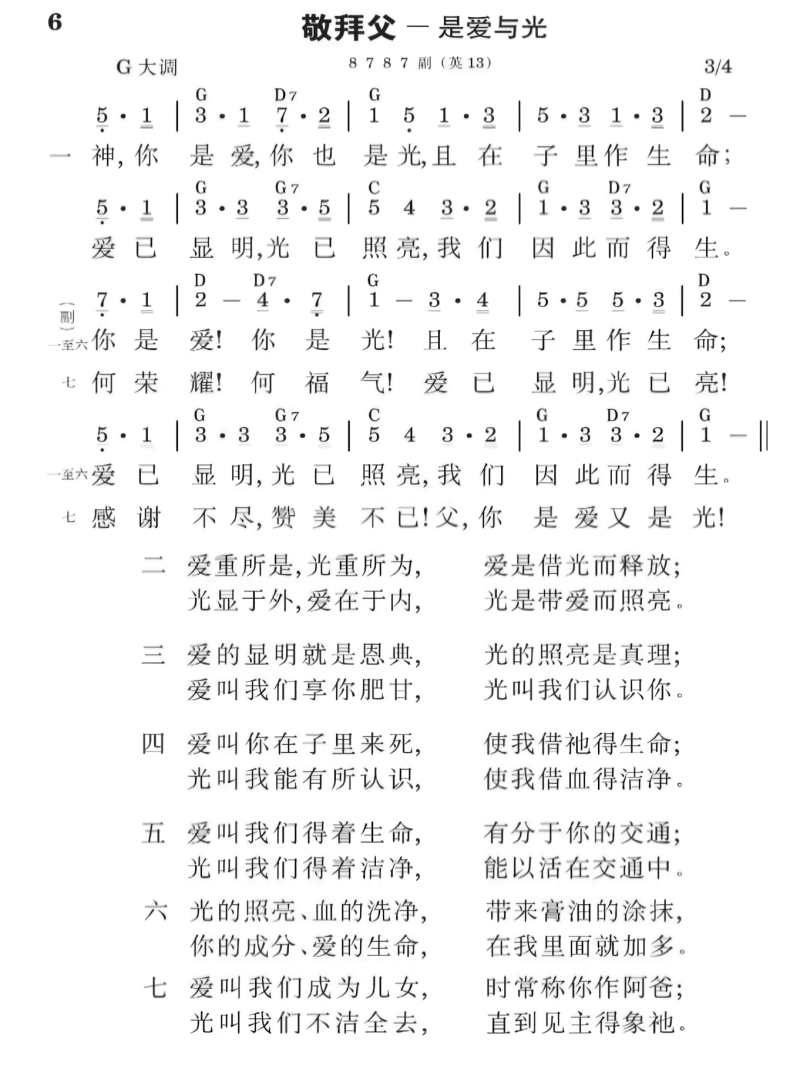 6
敬拜父 — 是爱与光
G 大调 8 7 8 7 副（英 13） 3/4
G D7 G D
5 · 1 | 3 · 1 7 · 2 | 1 5 1 · 3 | 5 · 3 1 · 3 | 2 —
一 神,你 是 爱,你 也 是 光,且 在 子 里 作 生 命;
G G7 C G D7 G
5 · 1 | 3 · 3 3 · 5 | 5 4 3 · 2 | 1 · 3 3 · 2 | 1 —
爱 已 显 明,光 已 照 亮,我 们 因 此 而 得 生。
D D7 G D
7 · 1 | 2 — 4 · 7 | 1 — 3 · 4 | 5 · 5 5 · 3 | 2 —
（副）
一至六 你 是 爱! 你 是 光! 且 在 子 里 作 生 命;
七 何 荣 耀! 何 福 气! 爱 已 显 明,光 已 亮!
G G7 C G D7 G
5 · 1 | 3 · 3 3 · 5 | 5 4 3 · 2 | 1 · 3 3 · 2 | 1 — ‖
一至六 爱 已 显 明,光 已 照 亮,我 们 因 此 而 得 生。
七 感 谢 不 尽,赞 美 不 已!父,你 是 爱 又 是 光!
二 爱重所是,光重所为, 爱是借光而释放;
光显于外,爱在于内, 光是带爱而照亮。
三 爱的显明就是恩典, 光的照亮是真理;
爱叫我们享你肥甘, 光叫我们认识你。
四 爱叫你在子里来死, 使我借祂得生命;
光叫我能有所认识, 使我借血得洁净。
五 爱叫我们得着生命, 有分于你的交通;
光叫我们得着洁净, 能以活在交通中。
六 光的照亮、血的洗净, 带来膏油的涂抹,
你的成分、爱的生命, 在我里面就加多。
七 爱叫我们成为儿女, 时常称你作阿爸;
光叫我们不洁全去, 直到见主得象祂。